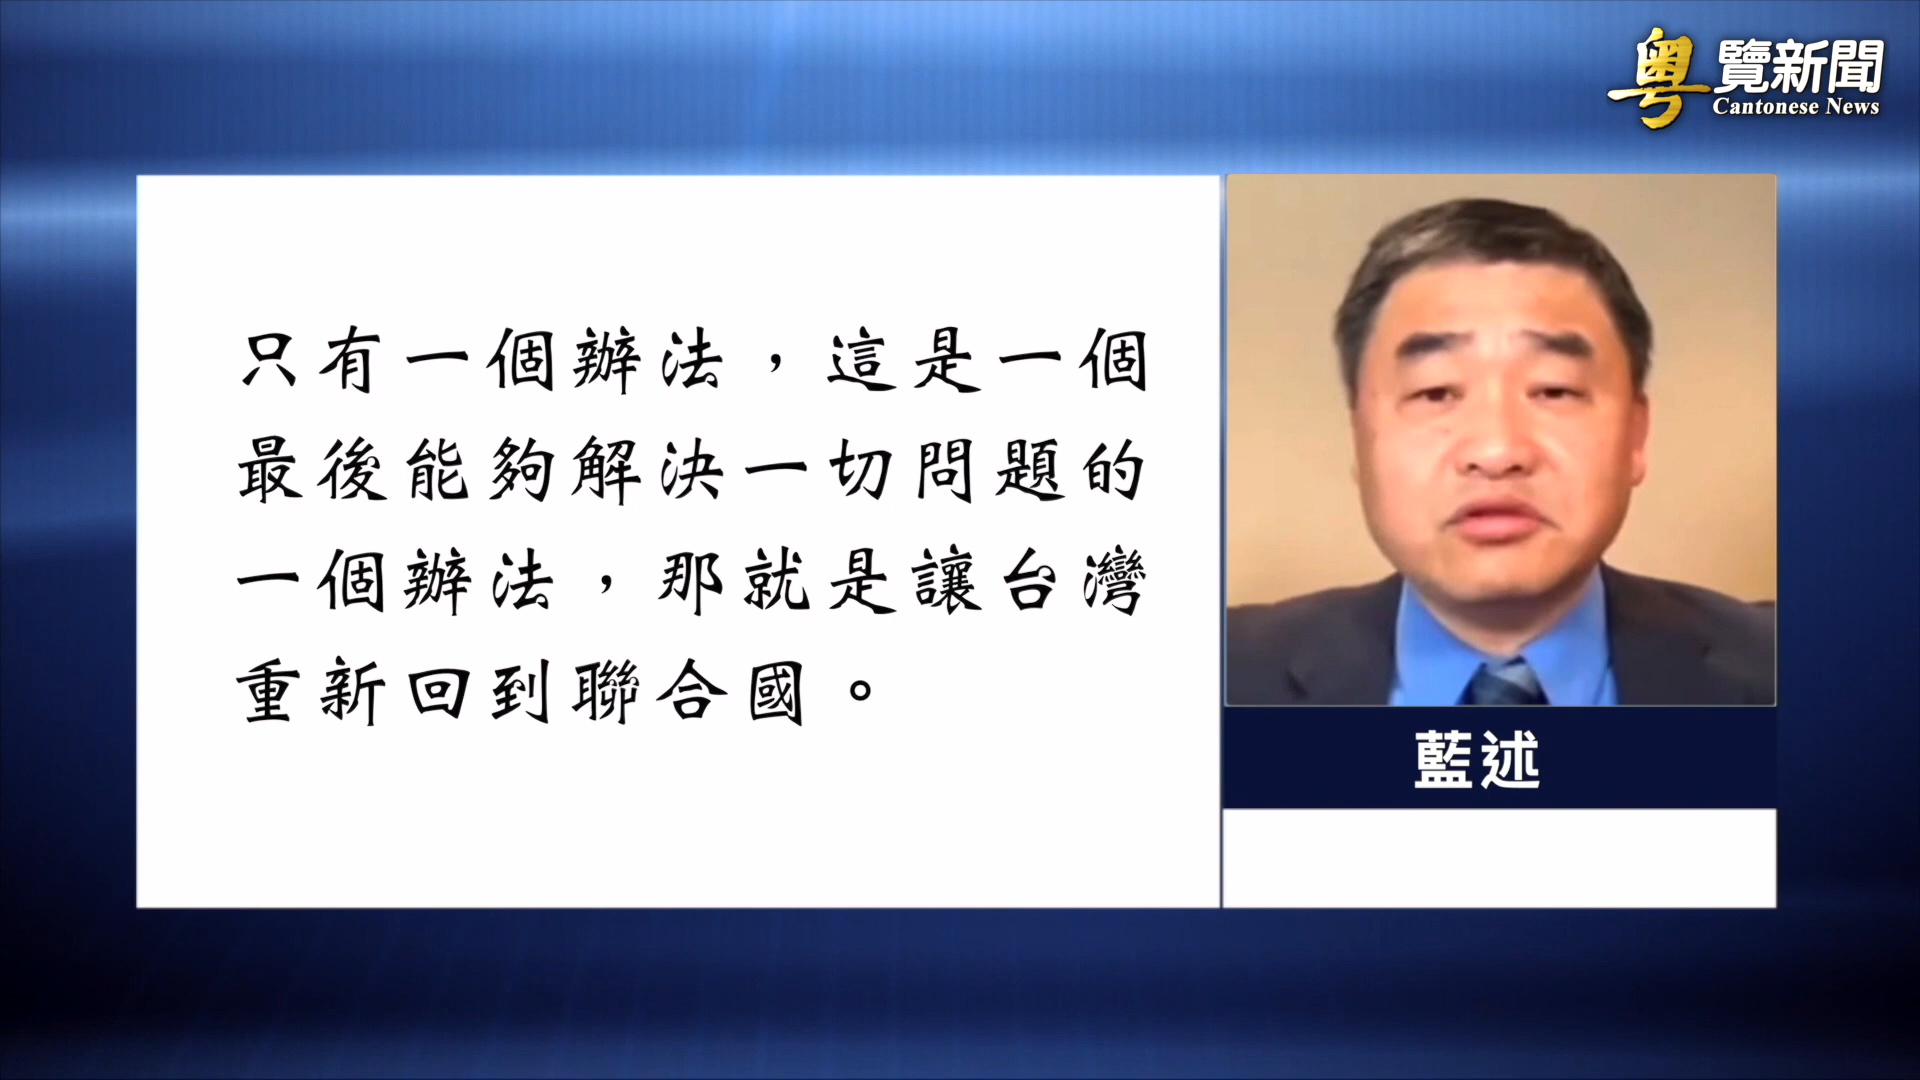 粵覽新聞
Cantonese News
只有一個辦法，這是一個
最後能夠解決一切問題的
一個辦法，那就是讓台灣
重新回到聯合國。
藍述